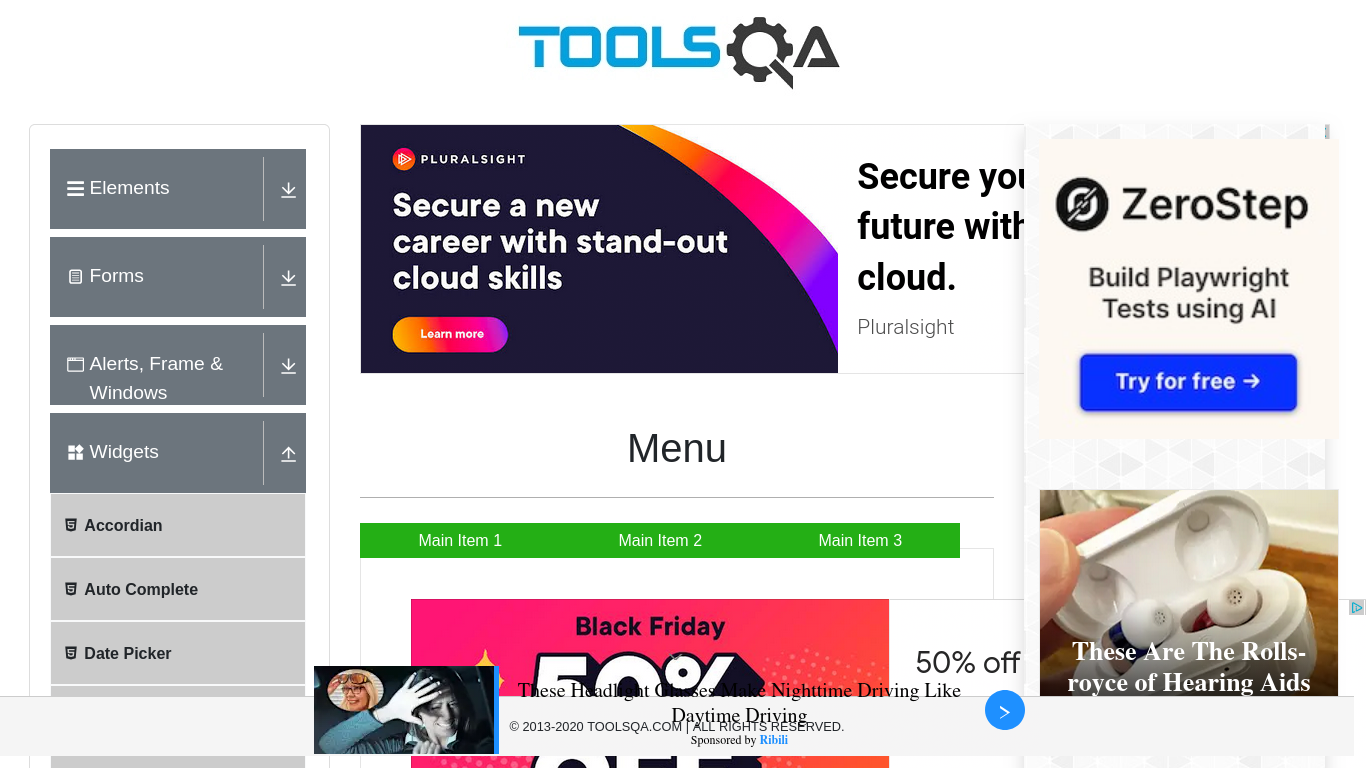 TOOLSQA
Elements
Forms
Alerts, Frame &
Windows
Widgets
Accordian
Auto Complete
Date Picker
PLURALSIGHT
Secure a new
career with stand-out
cloud skills
Learn more
Secure you
future with
cloud.
Pluralsight
Menu
Main Item 1
Main Item 2
Main Item 3
Black Friday
50%
OFF
50% off
ZeroStep
Build Playwright
Tests using AI
Try for free →
These Are The Rolls-
royce of Hearing Aids
These Headlight Glasses Make Nighttime Driving Like
Daytime Driving
Sponsored by Ribili
© 2013-2020 TOOLSQA.COM | ALL RIGHTS RESERVED.